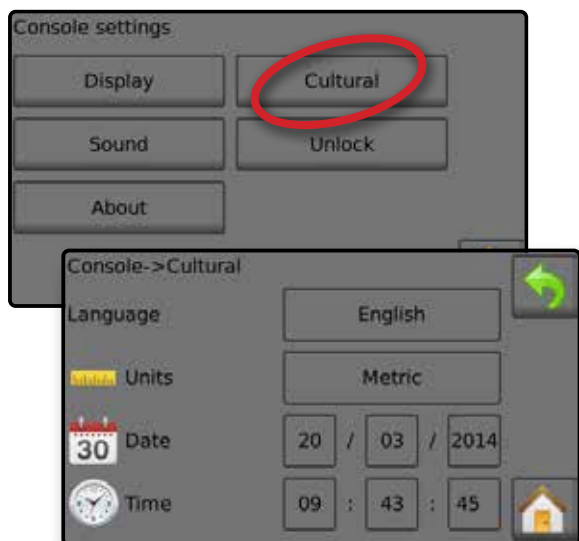 Console settings
Display Cultural
Sound Unlock
About
Console->Cultural
Language English
Units Metric
30 Date 20 / 03 / 2014
Time 09 : 43 : 45